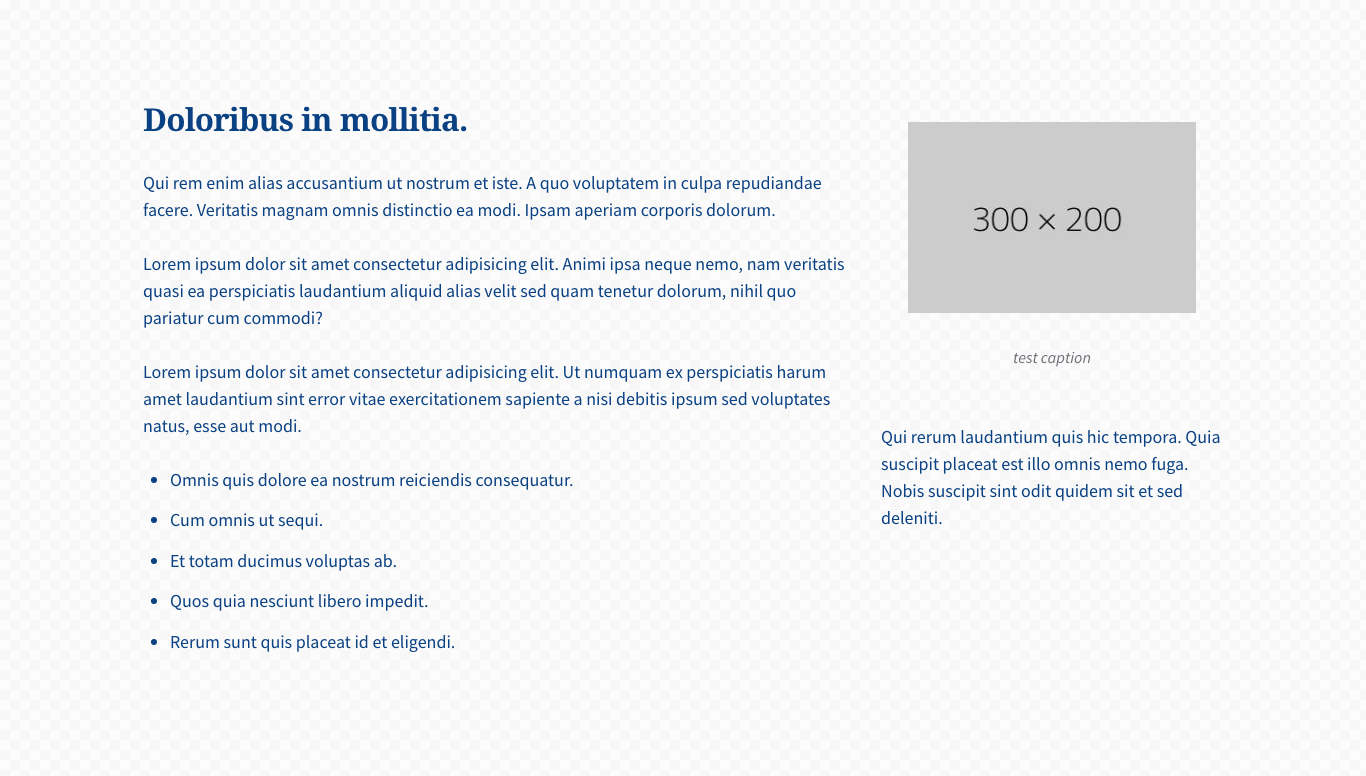 Doloribus in mollitia.
Qui rem enim alias accusantium ut nostrum et iste. A quo voluptatem in culpa repudiandae
facere. Veritatis magnam omnis distinctio ea modi. Ipsam aperiam corporis dolorum.
Lorem ipsum dolor sit amet consectetur adipisicing elit. Animi ipsa neque nemo, nam veritatis
quasi ea perspiciatis laudantium aliquid alias velit sed quam tenetur dolorum, nihil quo
pariatur cum commodi?
Lorem ipsum dolor sit amet consectetur adipisicing elit. Ut numquam ex perspiciatis harum
amet laudantium sint error vitae exercitationem sapiente a nisi debitis ipsum sed voluptates
natus, esse aut modi.
• Omnis quis dolore ea nostrum reiciendis consequatur.
• Cum omnis ut sequi.
• Et totam ducimus voluptas ab.
• Quos quia nesciunt libero impedit.
• Rerum sunt quis placeat id et eligendi.
300 × 200
test caption
Qui rerum laudantium quis hic tempora. Quia
suscipit placeat est illo omnis nemo fuga.
Nobis suscipit sint odit quidem sit et sed
deleniti.